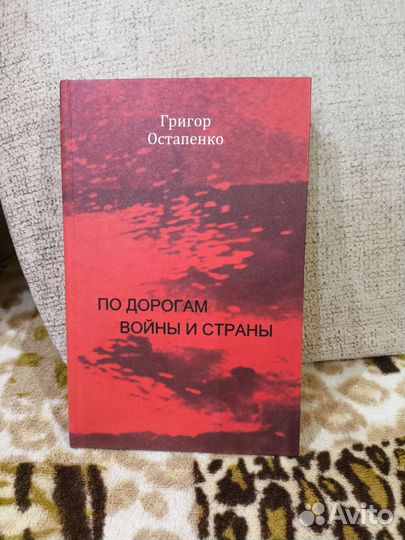 Григор
Остапенко
ПО ДОРОГАМ
ВОЙНЫ И СТРАНЫ
Avito